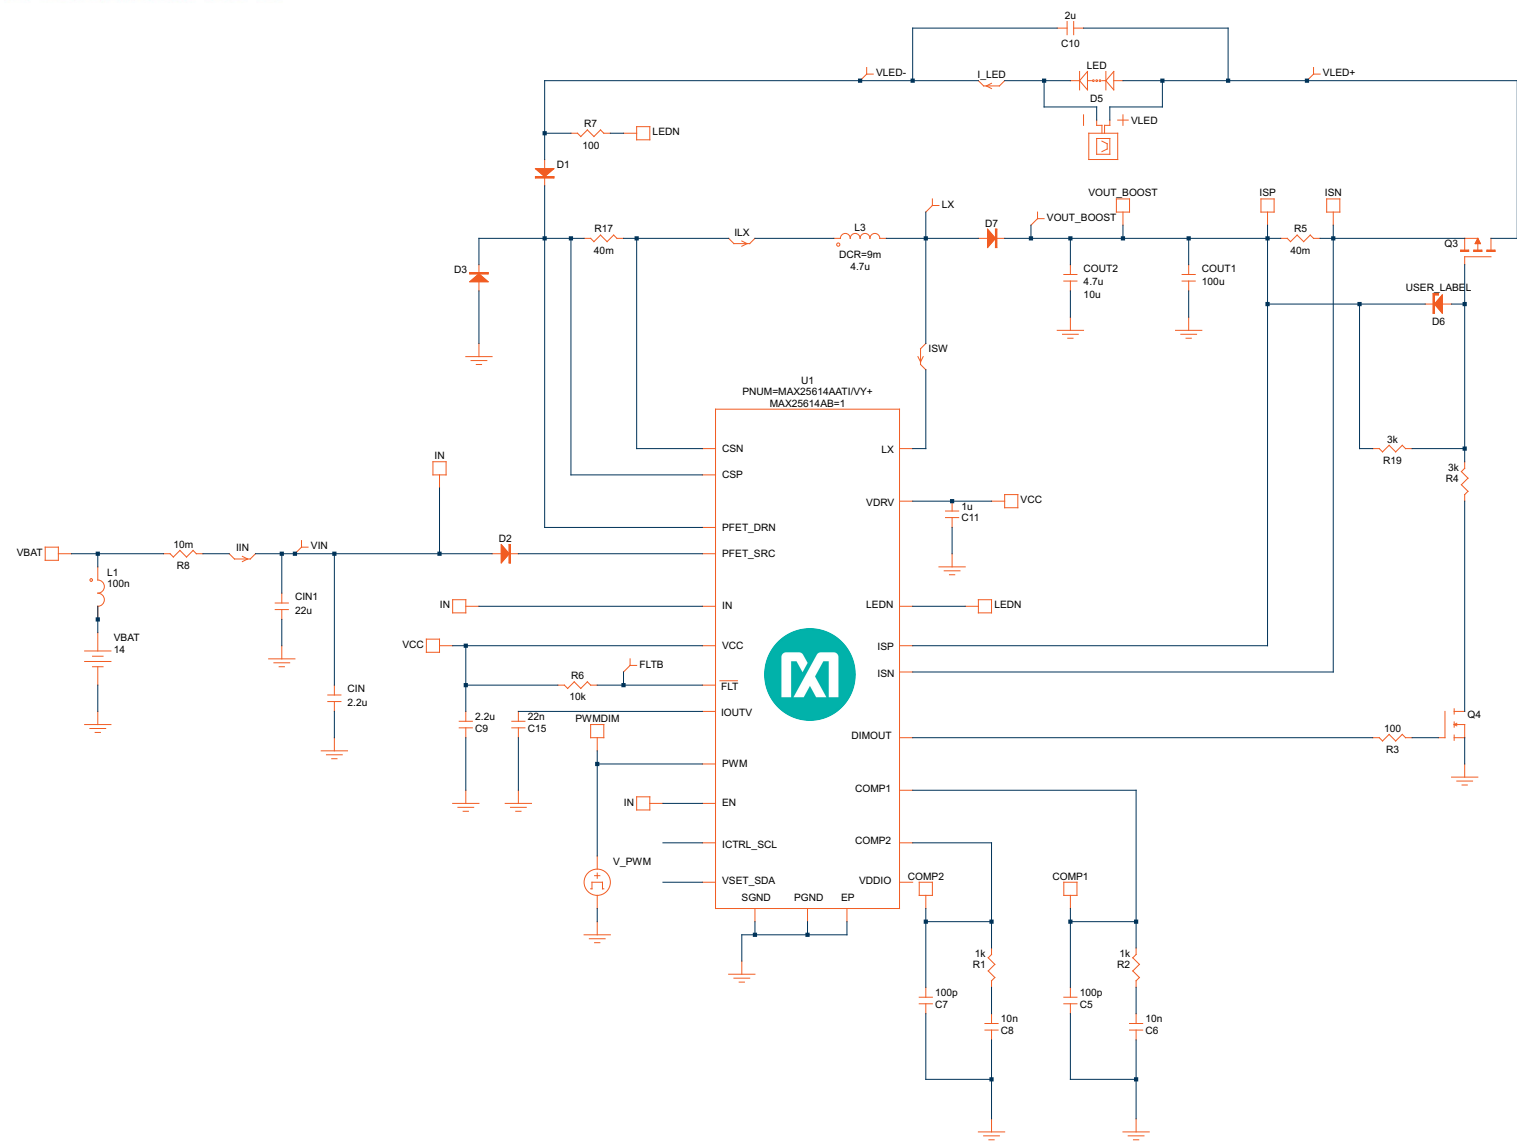 2u
C10
VLED-
I_LED
LED
VLED+
D5
VLED
R7
100
LEDN
D1
VOUT_BOOST
ISP
ISN
LX
D7
VOUT_BOOST
R17
40m
ILX
L3
DCR=9m
4.7u
R5
40m
Q3
D3
COUT2
4.7u
10u
COUT1
100u
USER_LABEL
D6
ISW
U1
PNUM=MAX25614AATI/VY+
MAX25614AB=1
CSN
LX
3k
R19
IN
CSP
3k
R4
VDRV
1u
C11
VCC
PFET_DRN
VBAT
10m
R8
IIN
VIN
D2
PFET_SRC
L1
100n
CIN1
22u
IN
IN
LEDN
LEDN
VBAT
14
VCC
VCC
ISP
FLTB
R6
10k
FLT
ISN
CIN
2.2u
2.2u
C9
22n
C15
PWMDIM
IOUTV
Q4
DIMOUT
100
R3
PWM
COMP1
IN
EN
ICTRL_SCL
COMP2
V_PWM
VSET_SDA
VDDIO
COMP2
COMP1
SGND
PGND
EP
1k
R1
1k
R2
100p
C7
100p
C5
10n
C8
10n
C6